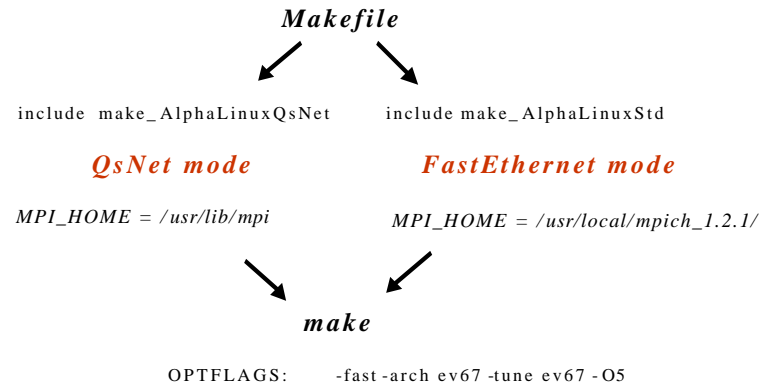 Makefile
include make_AlphaLinuxQsNet
include make_AlphaLinuxStd
QsNet mode
FastEthernet mode
MPI_HOME = /usr/lib/mpi
MPI_HOME = /usr/local/mpich_1.2.1/
make
OPTFLAGS: -fast -arch ev67 -tune ev67 -O5